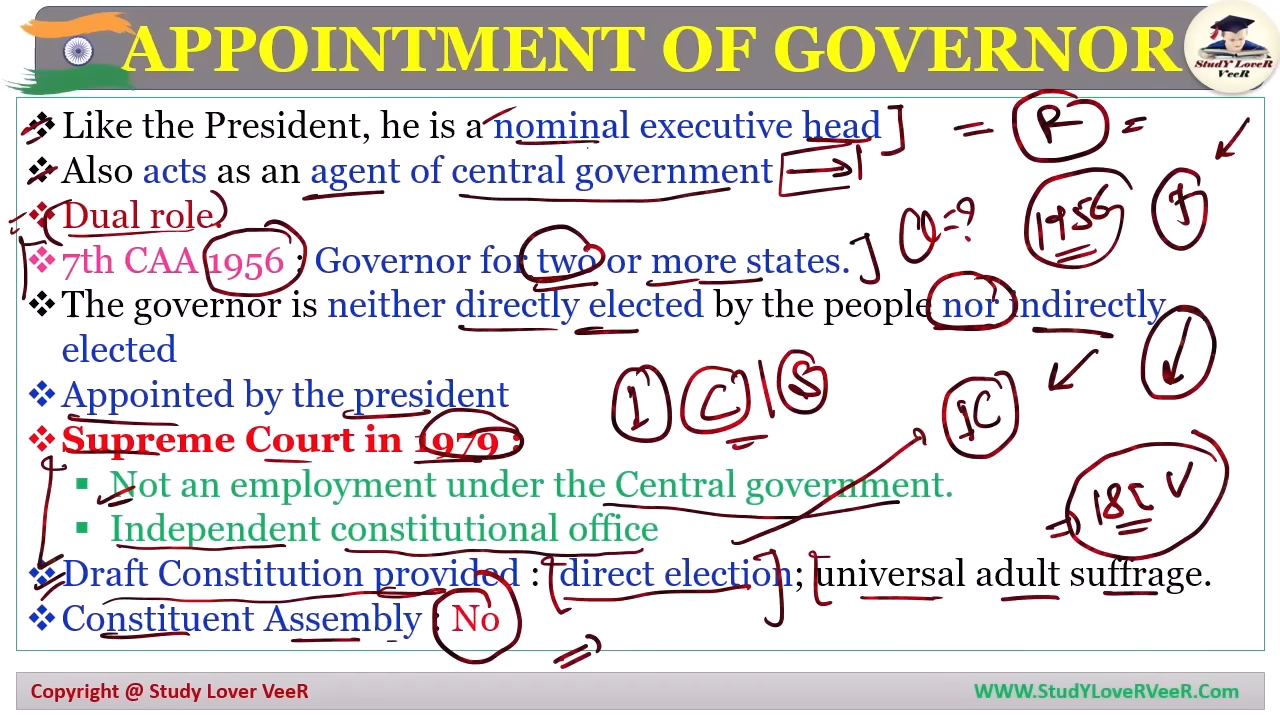 APPOINTMENT OF GOVERNOR
StudY LoveR
VeeR
Like the President, he is a nominal executive head
= R =
Also acts as an agent of central government
Dual role.
Q =?
1956
7th CAA 1956 : Governor for two or more states.
The governor is neither directly elected by the people nor indirectly
elected
Appointed by the president
I C | S
IC
Supreme Court in 1979 :
Not an employment under the Central government.
Independent constitutional office
Draft Constitution provided : direct election; universal adult suffrage.
Constituent Assembly : No
Copyright @ Study Lover VeeR
WWW.StudYLoveRVeeR.Com